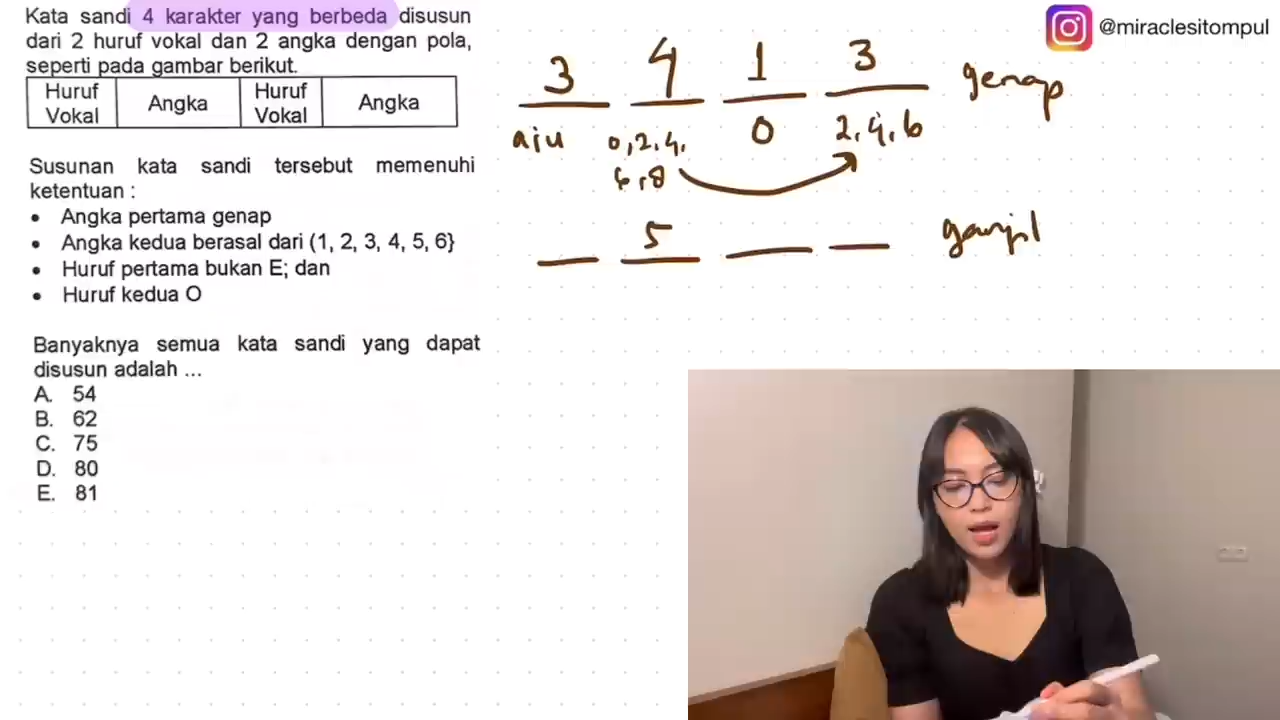 Kata sandi 4 karakter yang berbeda disusun
dari 2 huruf vokal dan 2 angka dengan pola,
seperti pada gambar berikut.
Huruf Vokal Angka Huruf Vokal Angka
Susunan kata sandi tersebut memenuhi
ketentuan :
• Angka pertama genap
• Angka kedua berasal dari (1, 2, 3, 4, 5, 6}
• Huruf pertama bukan E; dan
• Huruf kedua O
Banyaknya semua kata sandi yang dapat
disusun adalah ...
A. 54
B. 62
C. 75
D. 80
E. 81
@miraclesitompul
3 4 1 3 genap
a i u 0, 2, 4, 0 2, 4, 6
6, 8
5 ganjil